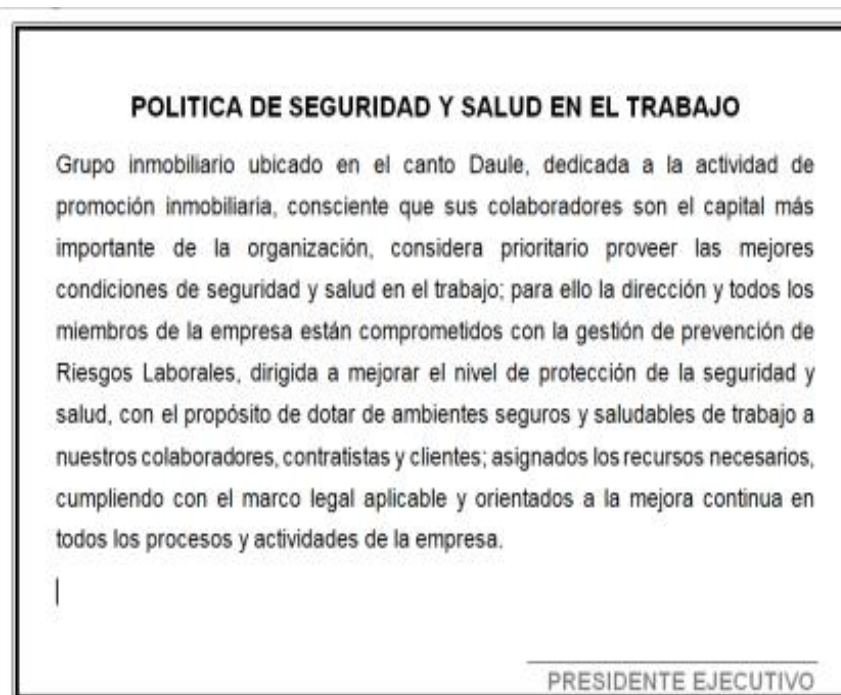 POLITICA DE SEGURIDAD Y SALUD EN EL TRABAJO
Grupo inmobiliario ubicado en el canto Daule, dedicada a la actividad de
promoción inmobiliaria, consciente que sus colaboradores son el capital más
importante de la organización, considera prioritario proveer las mejores
condiciones de seguridad y salud en el trabajo; para ello la dirección y todos los
miembros de la empresa están comprometidos con la gestión de prevención de
Riesgos Laborales, dirigida a mejorar el nivel de protección de la seguridad y
salud, con el propósito de dotar de ambientes seguros y saludables de trabajo a
nuestros colaboradores, contratistas y clientes; asignados los recursos necesarios,
cumpliendo con el marco legal aplicable y orientados a la mejora continua en
todos los procesos y actividades de la empresa.
PRESIDENTE EJECUTIVO